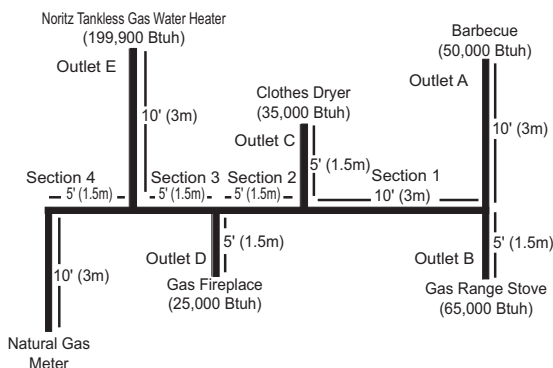 Noritz Tankless Gas Water Heater
(199,900 Btuh)
Outlet E
10' (3m)
Barbecue
(50,000 Btuh)
Outlet A
10' (3m)
Clothes Dryer
(35,000 Btuh)
Outlet C
5' (1.5m)
Section 4
5' (1.5m)
Section 3
5' (1.5m)
Section 2
5' (1.5m)
Section 1
10' (3m)
10' (3m)
Natural Gas
Meter
Outlet D
5' (1.5m)
Gas Fireplace
(25,000 Btuh)
Outlet B
5' (1.5m)
Gas Range Stove
(65,000 Btuh)